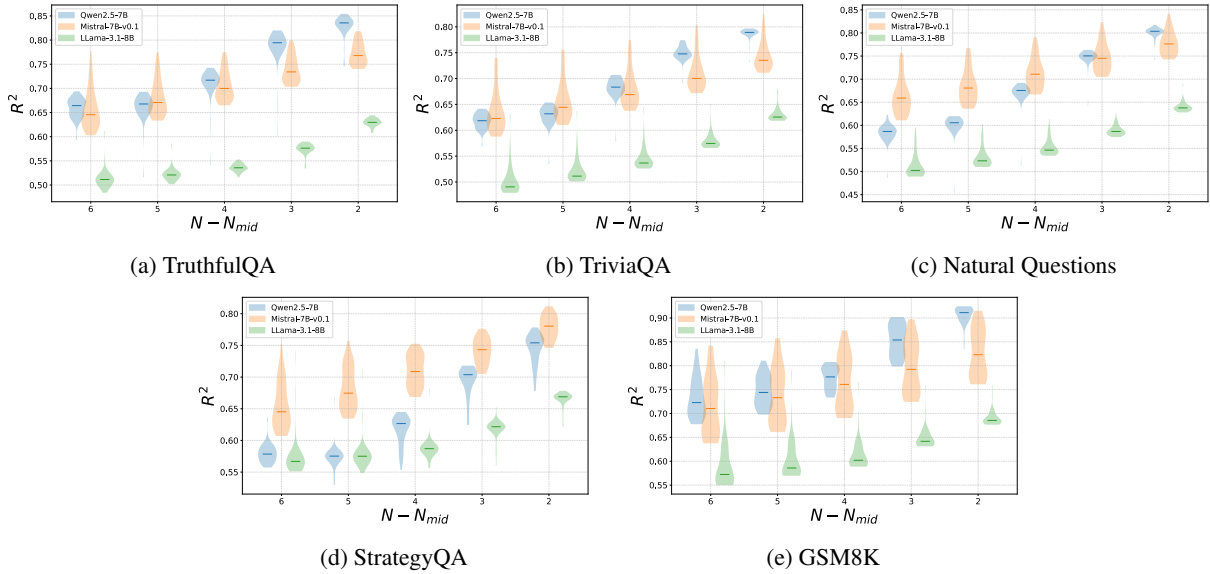 0,85
0,80
0,75
0,70
0,65
0,60
0,55
0,50
R²
Qwen2.5-7B
Mistral-7B-v0.1
LLama-3.1-8B
6 5 4 3 2
N − N_mid
(a) TruthfulQA
0,80
0,75
0,70
0,65
0,60
0,55
0,50
R²
Qwen2.5-7B
Mistral-7B-v0.1
LLama-3.1-8B
6 5 4 3 2
N − N_mid
(b) TriviaQA
0,85
0,80
0,75
0,70
0,65
0,60
0,55
0,50
0,45
R²
Qwen2.5-7B
Mistral-7B-v0.1
LLama-3.1-8B
6 5 4 3 2
N − N_mid
(c) Natural Questions
0,80
0,75
0,70
0,65
0,60
0,55
R²
Qwen2.5-7B
Mistral-7B-v0.1
LLama-3.1-8B
6 5 4 3 2
N − N_mid
(d) StrategyQA
0,90
0,85
0,80
0,75
0,70
0,65
0,60
0,55
R²
Qwen2.5-7B
Mistral-7B-v0.1
LLama-3.1-8B
6 5 4 3 2
N − N_mid
(e) GSM8K